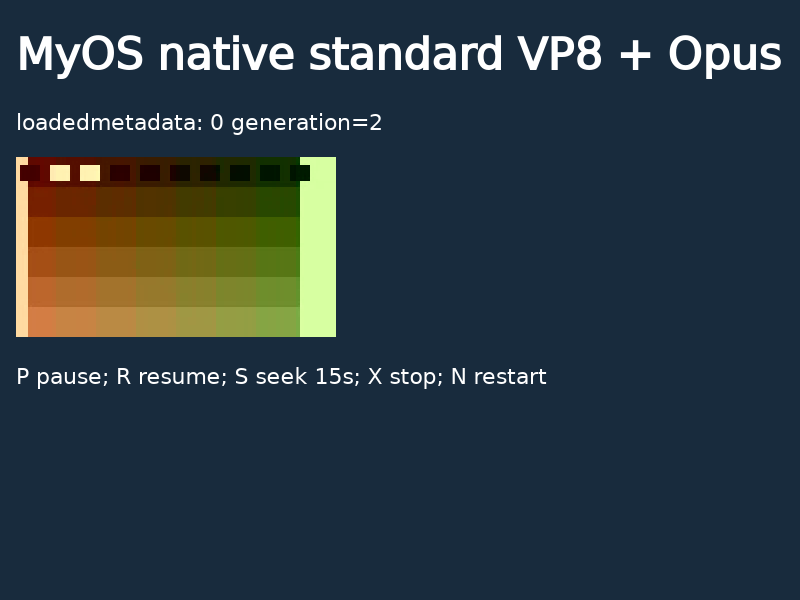 MyOS native standard VP8 + Opus
loadedmetadata: 0 generation=2
P pause; R resume; S seek 15s; X stop; N restart